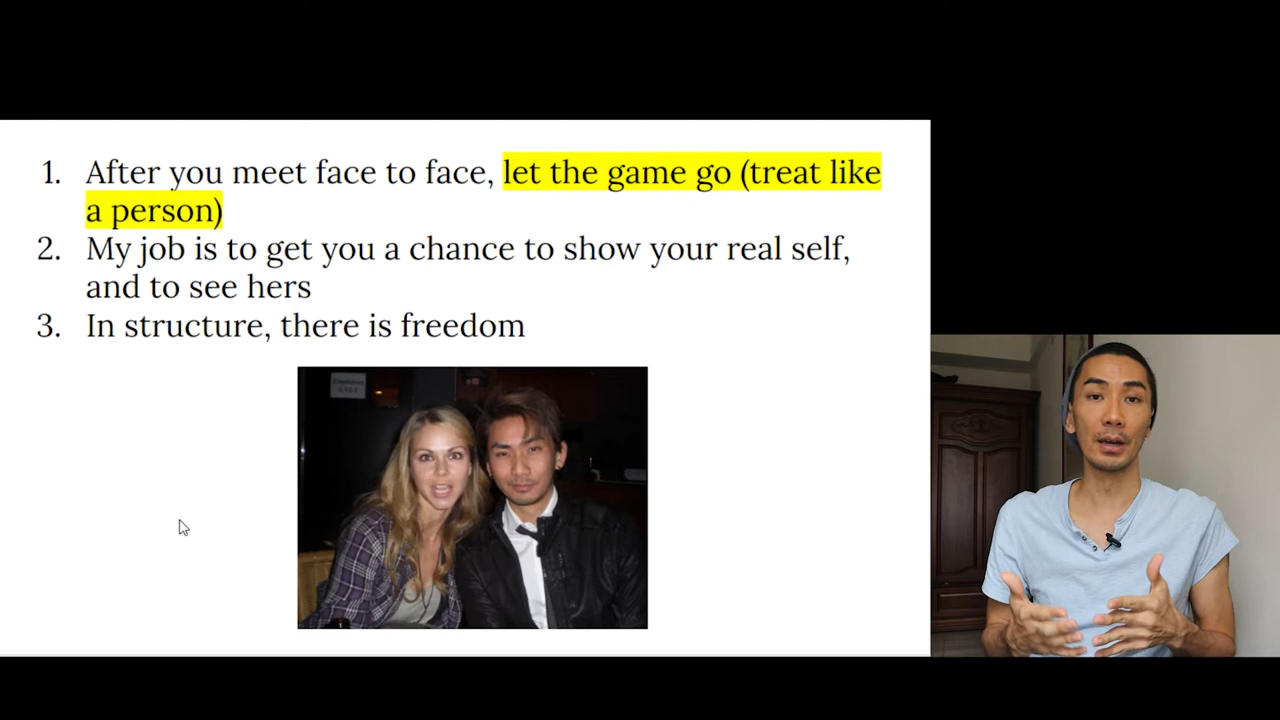 1. After you meet face to face, let the game go (treat like
a person)
2. My job is to get you a chance to show your real self,
and to see hers
3. In structure, there is freedom